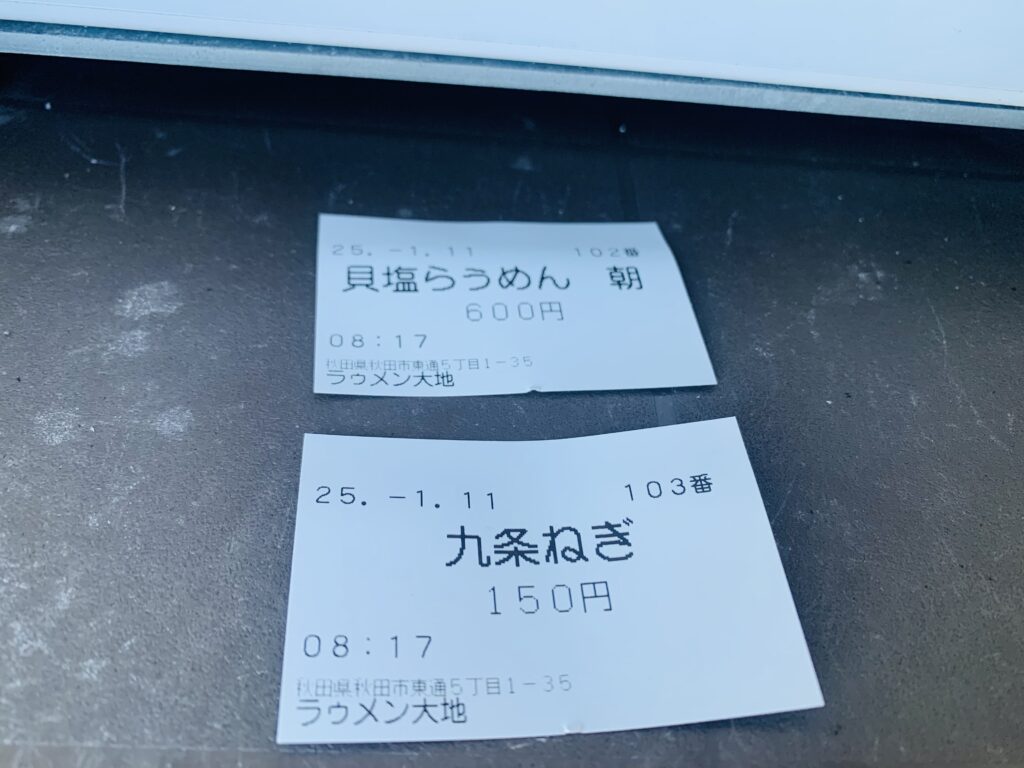 25.-1.11 102番
貝塩らぅめん 朝
600円
08:17
秋田県秋田市東通5丁目1-35
ラゥメン大地
25.-1.11 103番
九条ねぎ
150円
08:17
秋田県秋田市東通5丁目1-35
ラゥメン大地